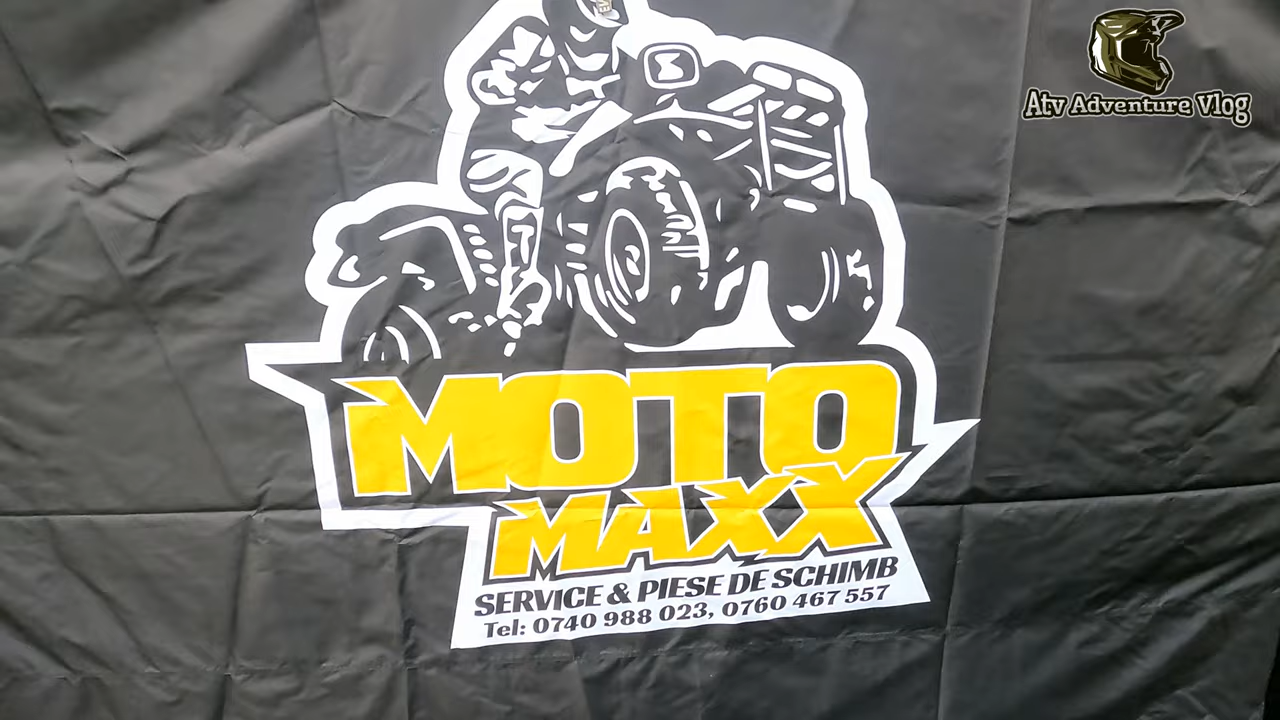 Atv Adventure Vlog
MOTO
MAXX
SERVICE & PIESE DE SCHIMB
Tel: 0740 988 023, 0760 467 557